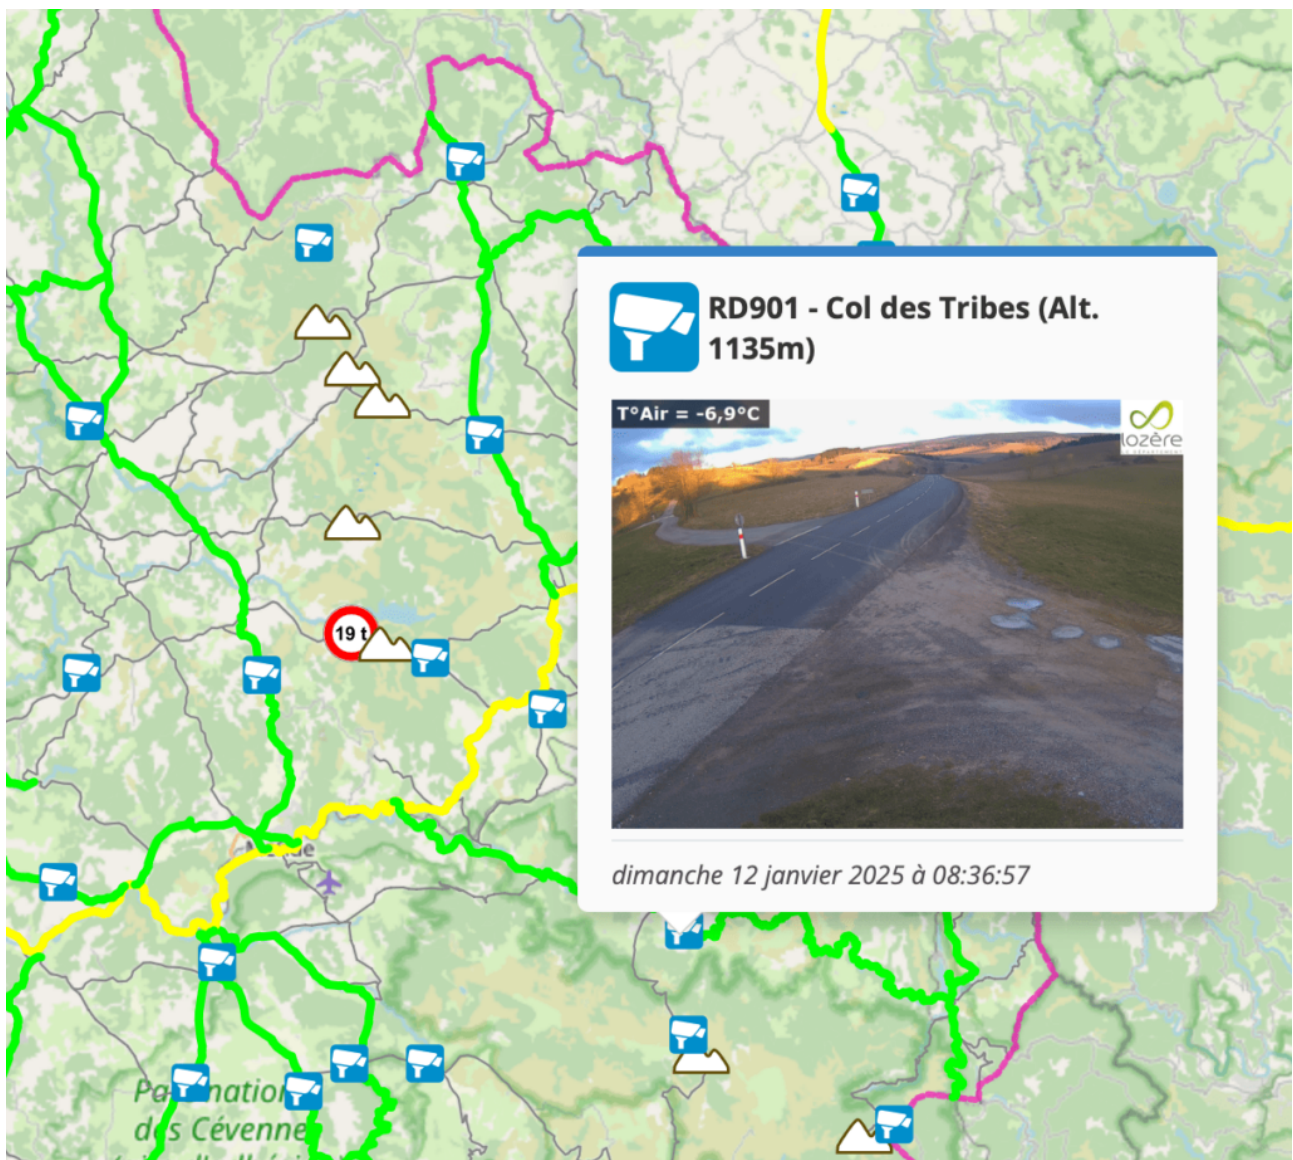 RD901 - Col des Tribes (Alt.
1135m)
T°Air = -6,9°C
lozère
19 t
dimanche 12 janvier 2025 à 08:36:57
des Cévenne